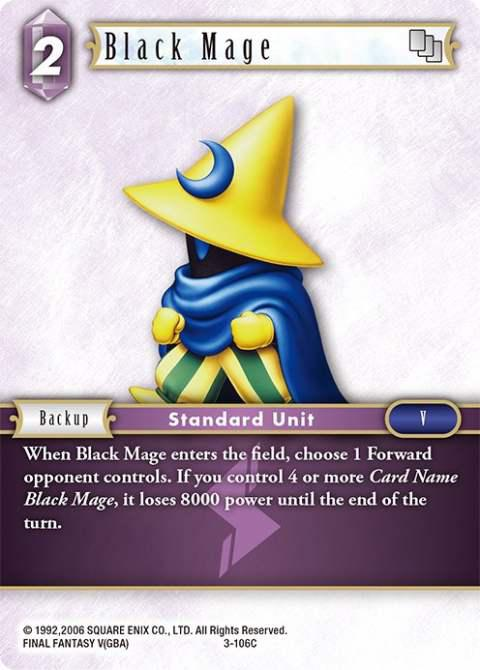 2
Black Mage
Backup
Standard Unit
V
When Black Mage enters the field, choose 1 Forward
opponent controls. If you control 4 or more Card Name
Black Mage, it loses 8000 power until the end of the
turn.
© 1992,2006 SQUARE ENIX CO., LTD. All Rights Reserved.
FINAL FANTASY V(GBA)
3-106C